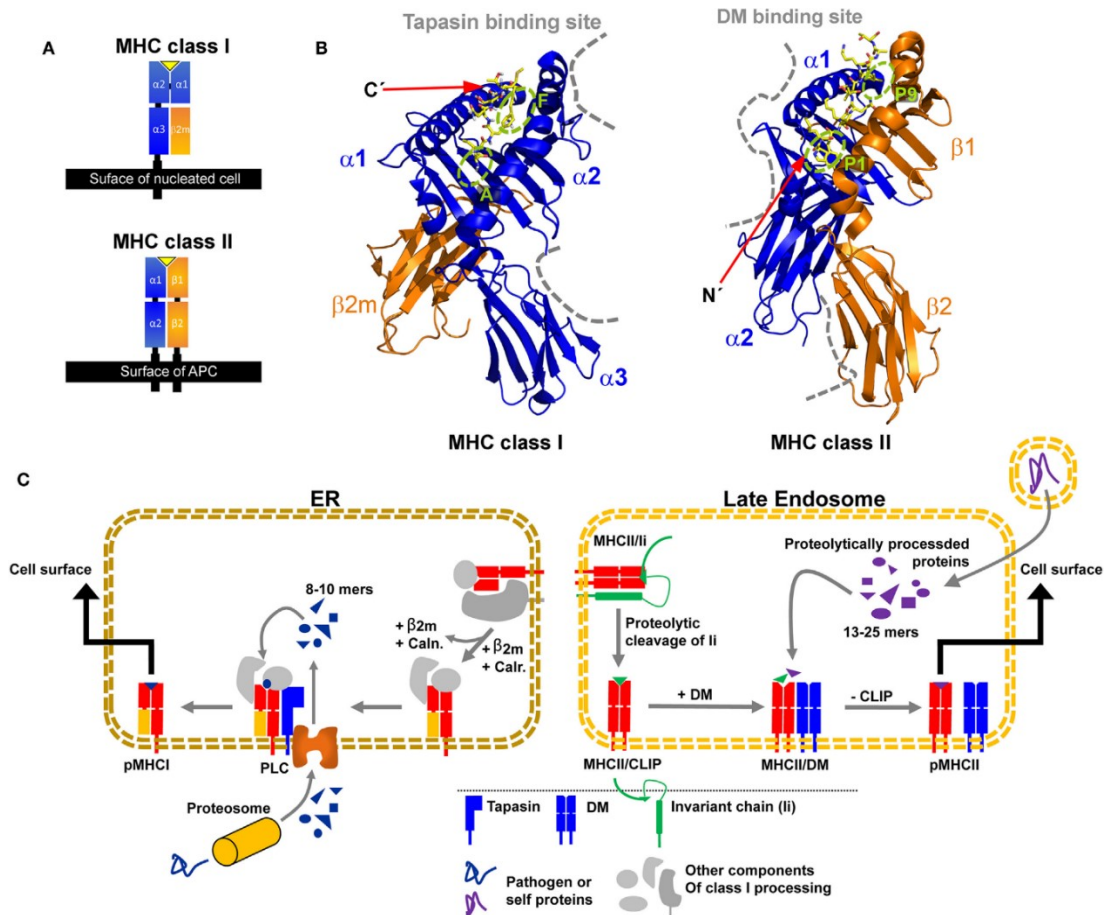 A
MHC class I
α2
α1
α3
β2m
Suface of nucleated cell
MHC class II
α1
β1
α2
β2
Surface of APC
B
Tapasin binding site
C´
F
α1
α2
A
β2m
α3
MHC class I
DM binding site
α1
P9
β1
P1
N´
α2
β2
MHC class II
C
ER
Cell surface
8-10 mers
+ β2m
+ Caln.
+ β2m
+ Calr.
pMHCI
PLC
Proteosome
Late Endosome
MHCII/Ii
Proteolytic
cleavage of Ii
Proteolytically processded
proteins
13-25 mers
Cell surface
+ DM
- CLIP
MHCII/CLIP
MHCII/DM
pMHCII
Tapasin
DM
Invariant chain (Ii)
Pathogen or
self proteins
Other components
Of class I processing